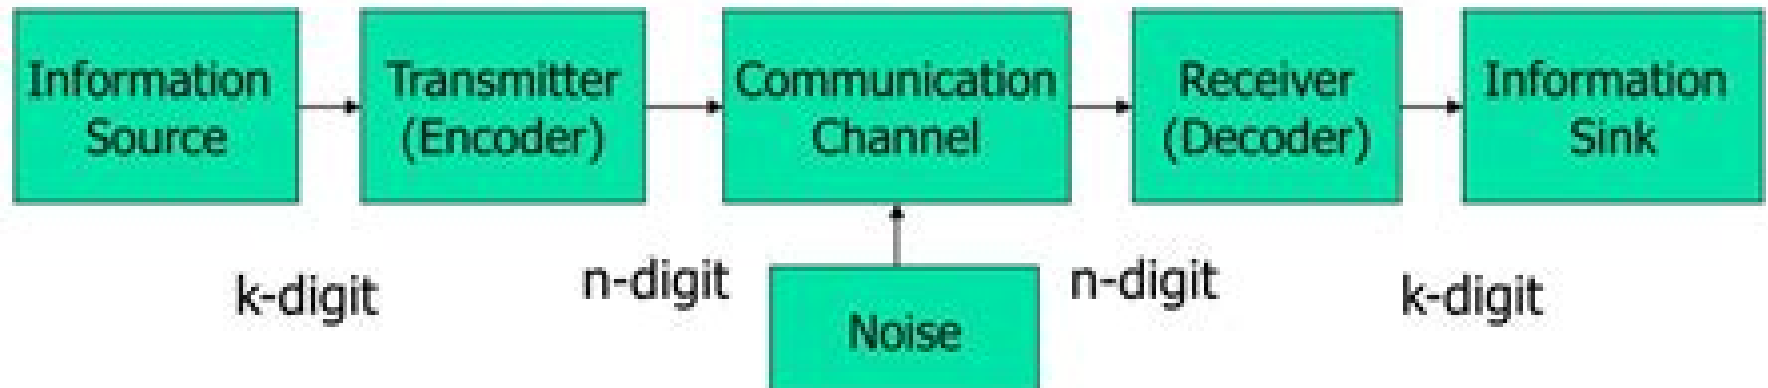 Information
Source
Transmitter
(Encoder)
Communication
Channel
Receiver
(Decoder)
Information
Sink
k-digit
n-digit
n-digit
k-digit
Noise